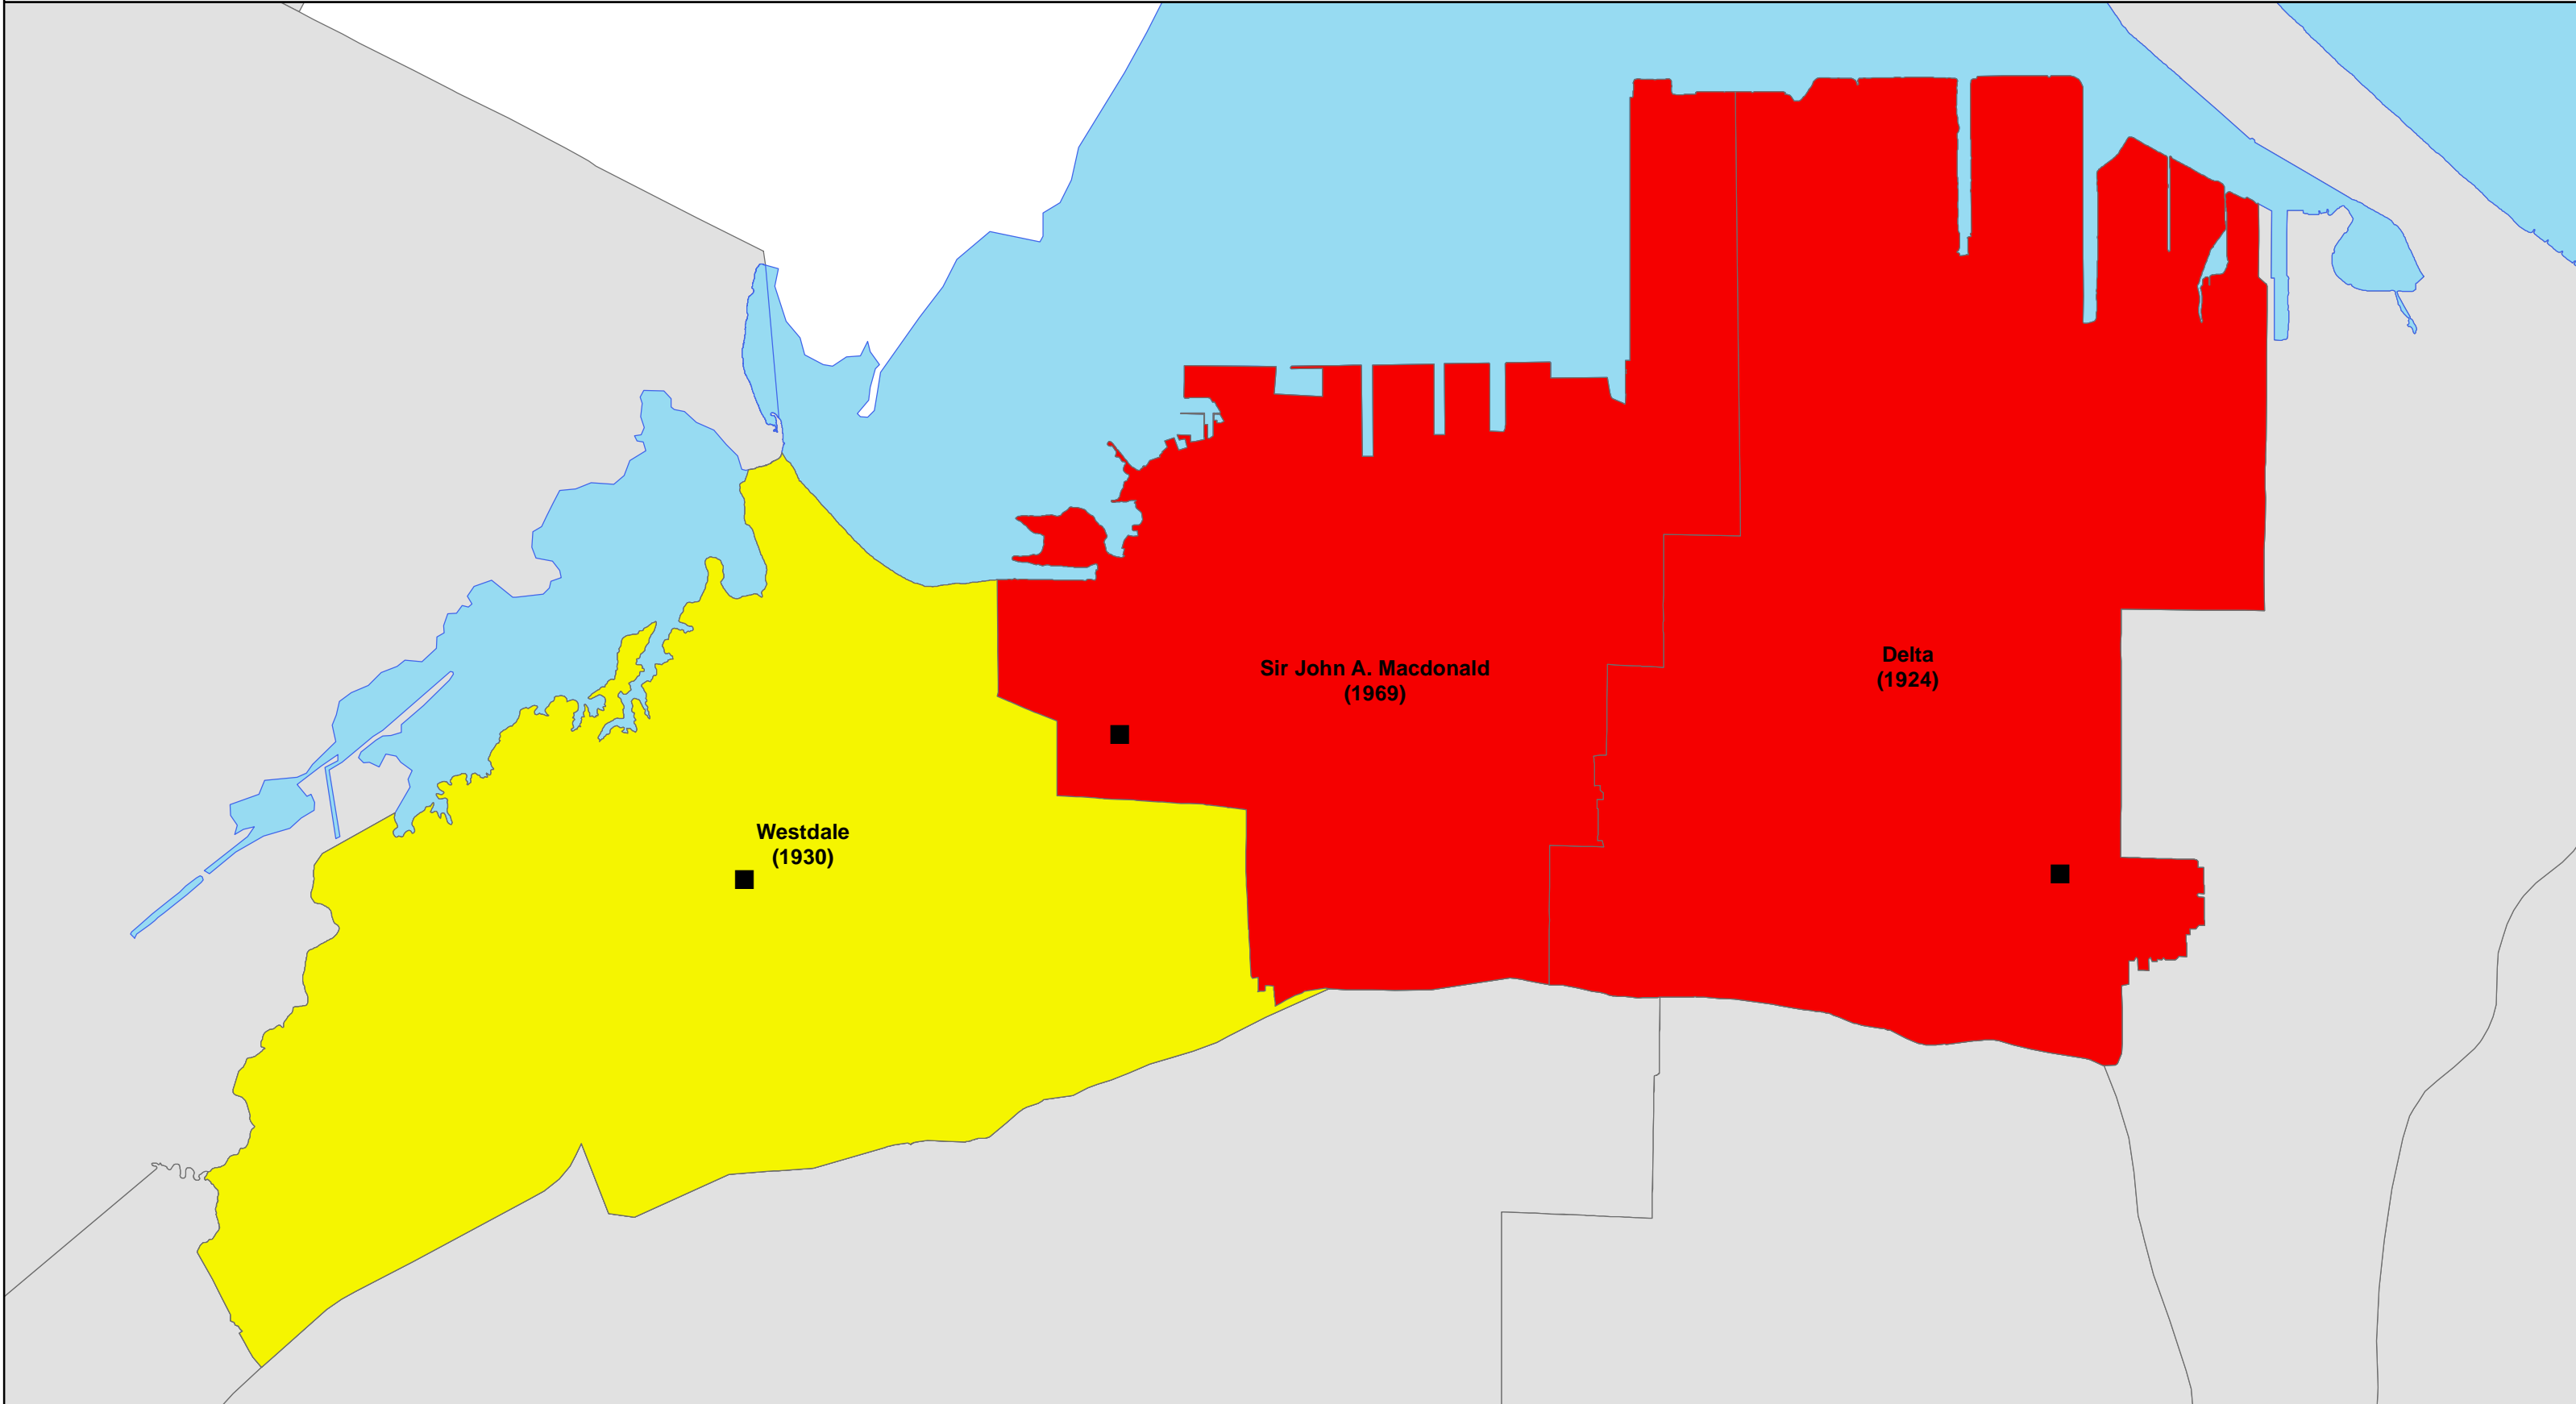 Sir John A. Macdonald
(1969)
Delta
(1924)
Westdale
(1930)